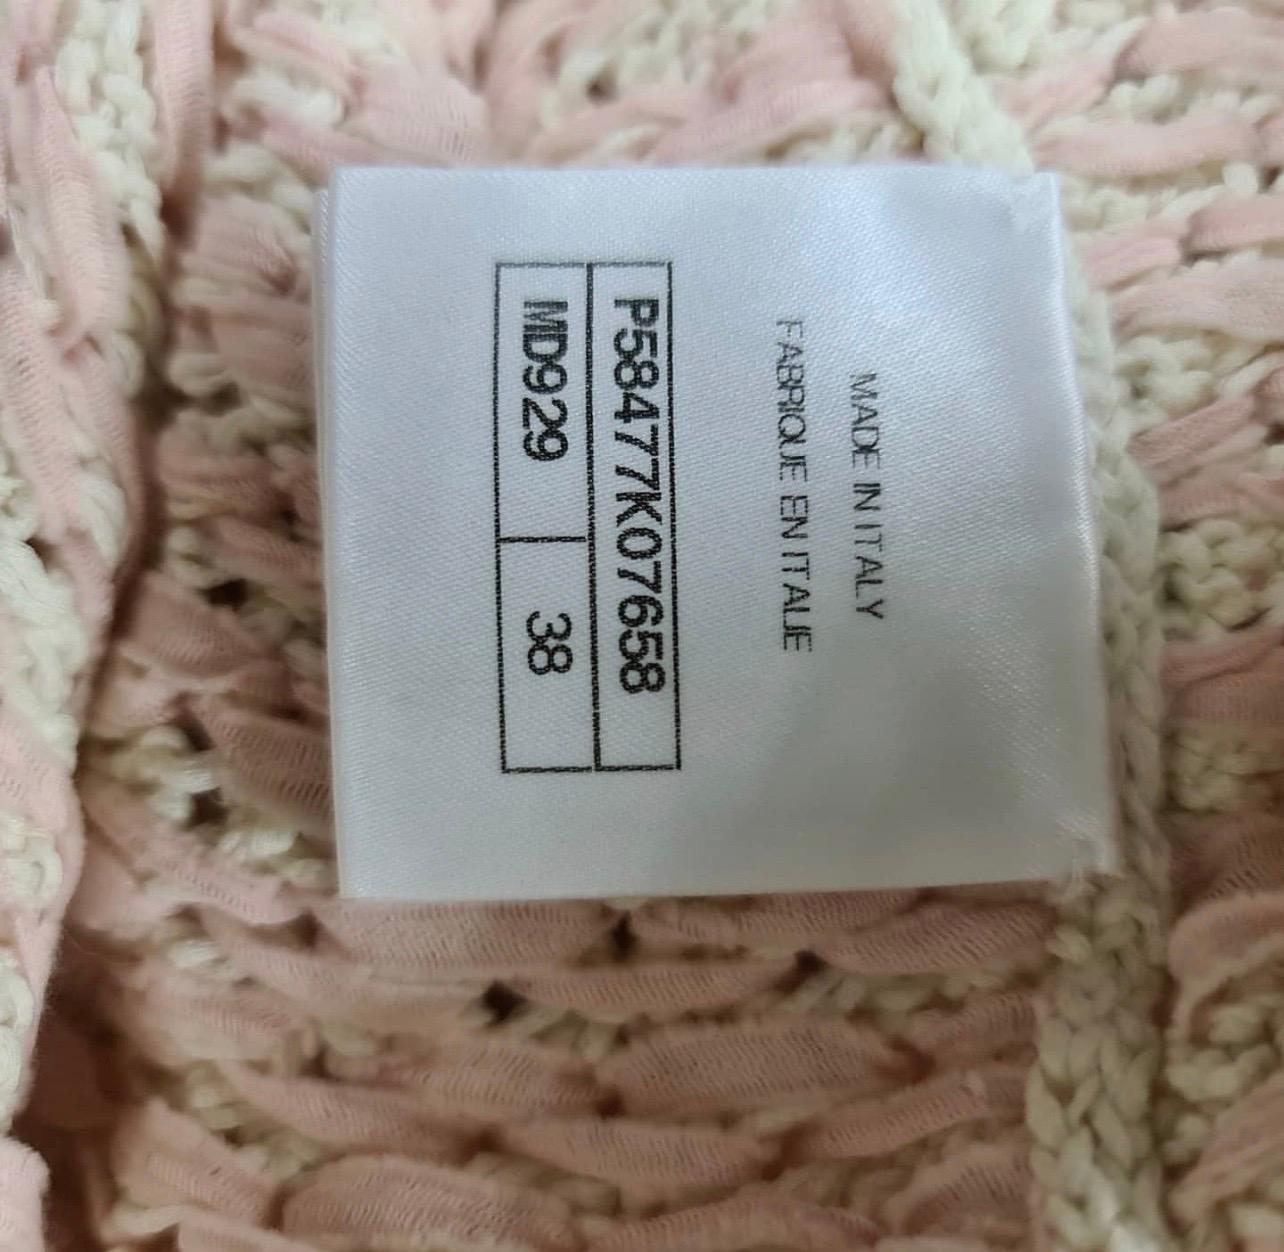 MADE IN ITALY
FABRIQUE EN ITALIE
P58477K07658
MD929 38